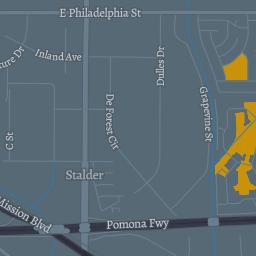 E Philadelphia St
Inland Ave
Dulles Dr
Grapevine St
De Forest Cir
C St
Stalder
Mission Blvd
Pomona Fwy